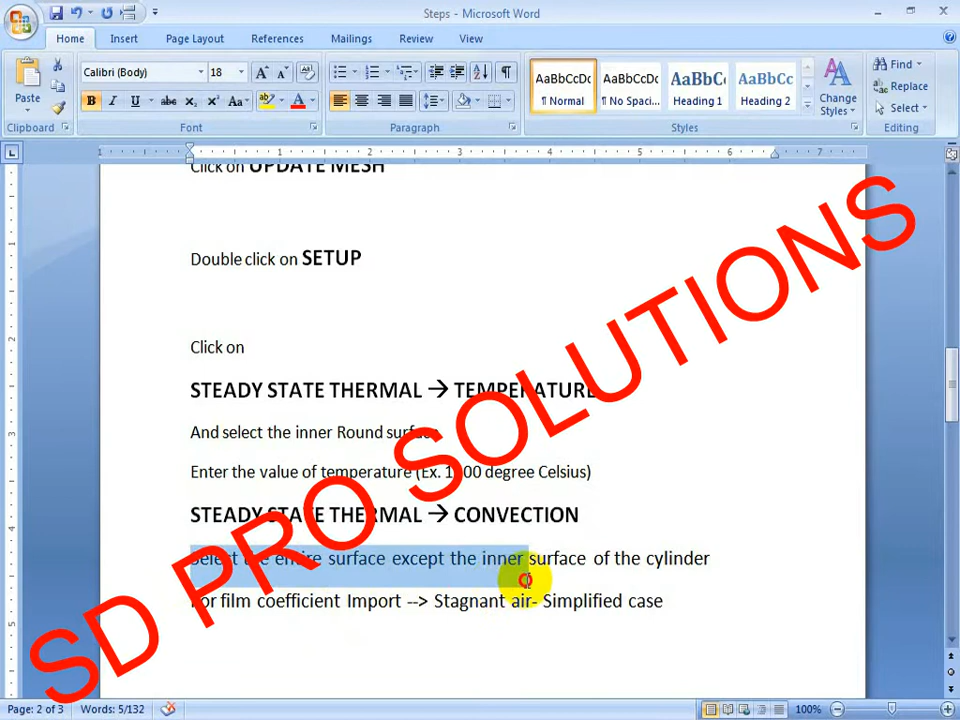 Steps - Microsoft Word
Home Insert Page Layout References Mailings Review View
Calibri (Body) 18
Paste
AaBbCcDc AaBbCcDc AaBbC AaBbCc
¶ Normal ¶ No Spaci... Heading 1 Heading 2
Change Styles
Find
Replace
Select
Clipboard Font Paragraph Styles Editing
Click on UPDATE MESH
Double click on SETUP
Click on
STEADY STATE THERMAL → TEMPERATURE
And select the inner Round surface
Enter the value of temperature (Ex. 1000 degree Celsius)
STEADY STATE THERMAL → CONVECTION
Select the entire surface except the inner surface of the cylinder
For film coefficient Import --> Stagnant air- Simplified case
SD PRO SOLUTIONS
Page: 2 of 3 Words: 5/132 100%